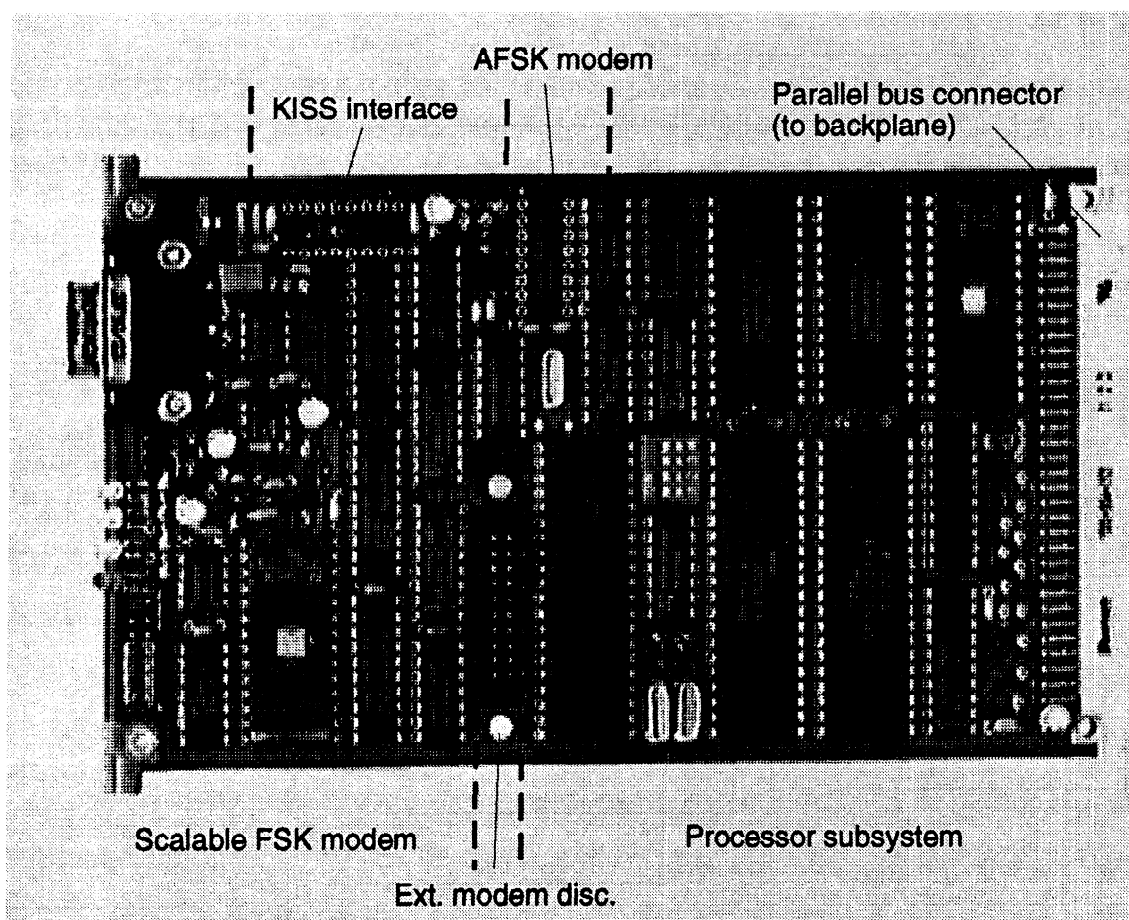 AFSK modem
KISS interface
Parallel bus connector
(to backplane)
Scalable FSK modem
Processor subsystem
Ext. modem disc.